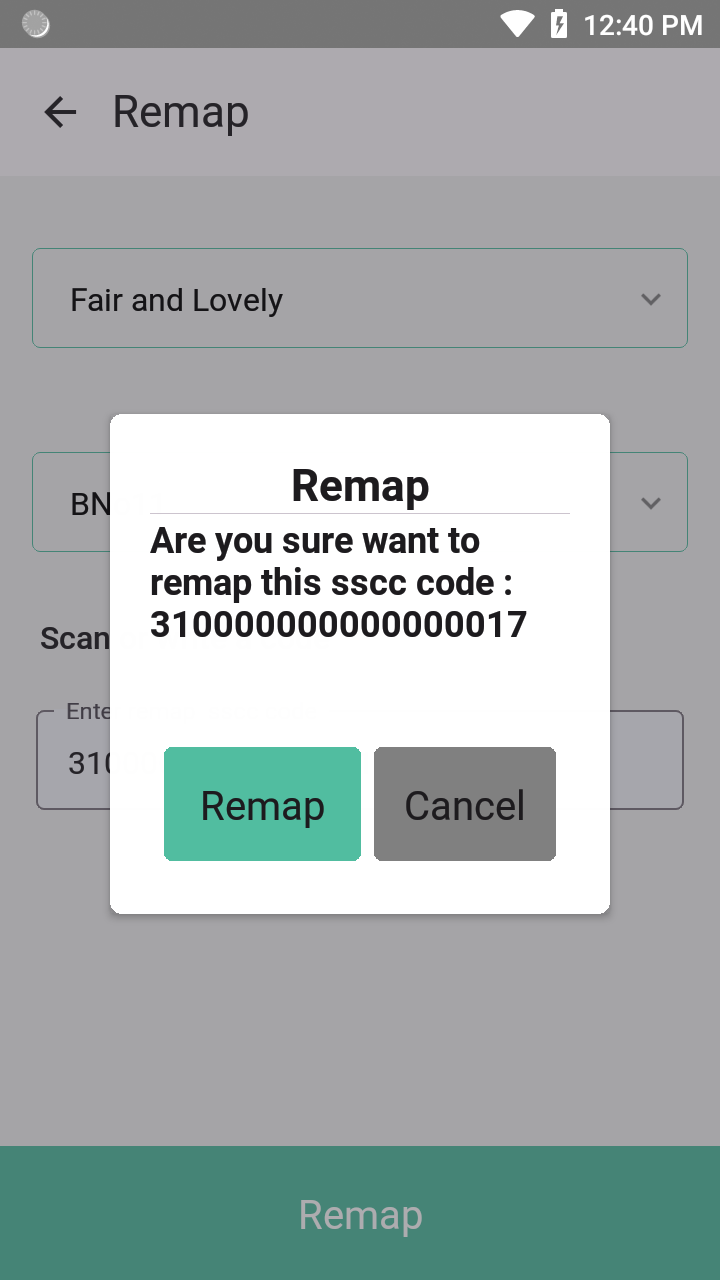 12:40 PM
Remap
Fair and Lovely
BN
Remap
Are you sure want to
remap this sscc code :
310000000000000017
Scan
Ente
310
Remap
Cancel
Remap